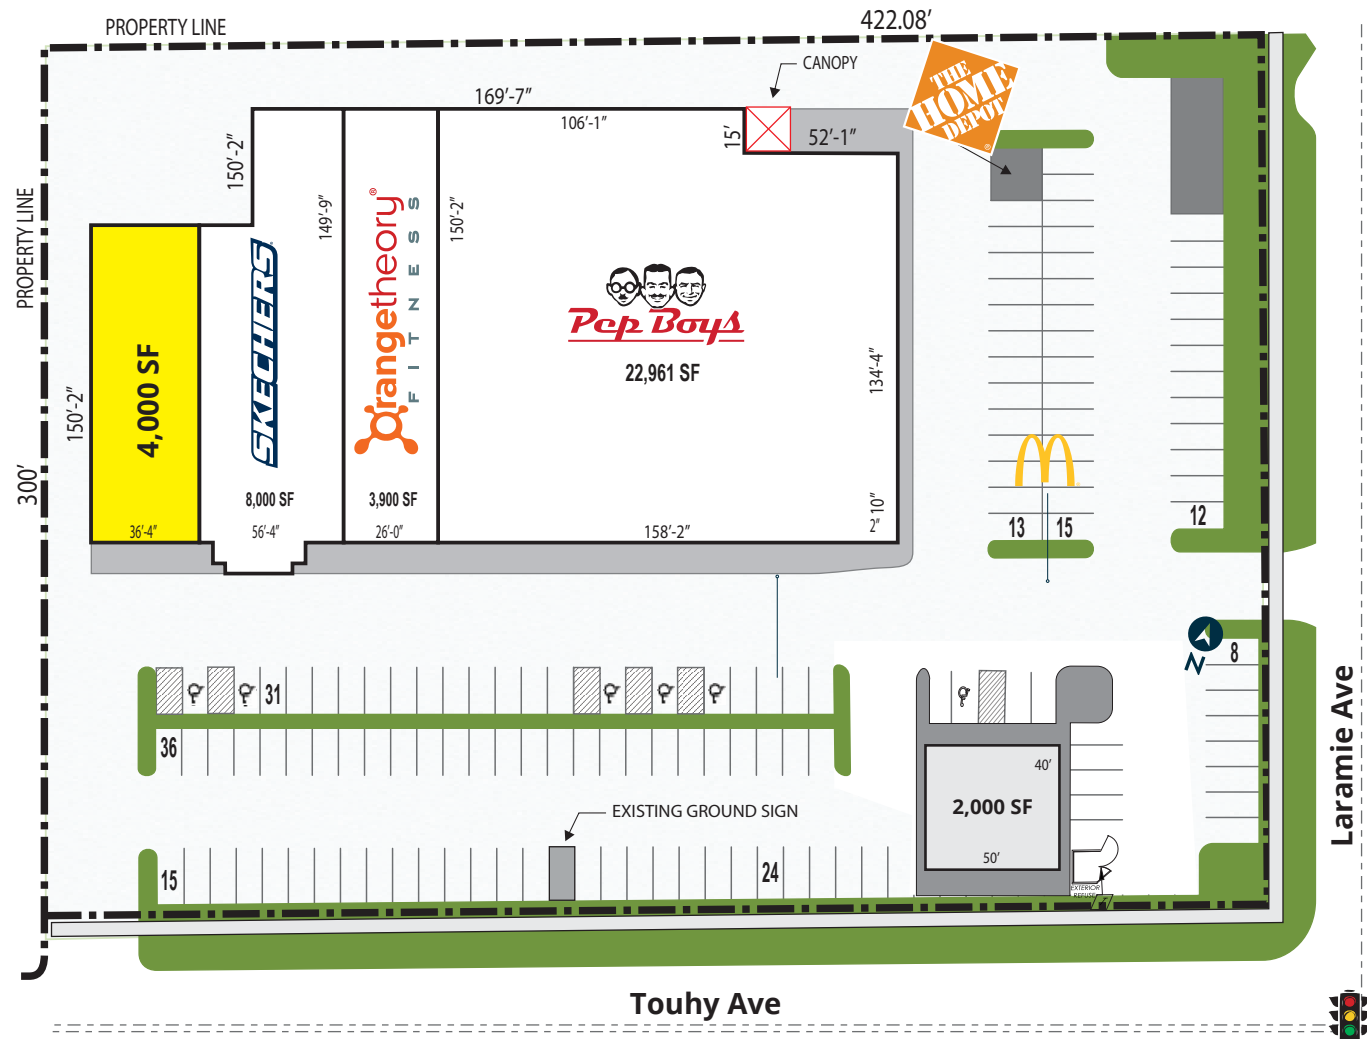 PROPERTY LINE
422.08’
CANOPY
THE
HOME
DEPOT
®
169’-7”
106’-1”
15’
52’-1”
150’-2”
PROPERTY LINE
149’-9”
Orangetheory®
FITNESS
150’-2”
SKECHERS
4,000 SF
Pep Boys
22,961 SF
134’-4”
150’-2”
300’
8,000 SF
3,900 SF
10”
2”
36’-4”
56’-4”
26’-0”
158’-2”
13
15
12
N
8
31
36
40’
2,000 SF
50’
EXISTING GROUND SIGN
15
24
EXTERIOR
REFUSE
Laramie Ave
Touhy Ave